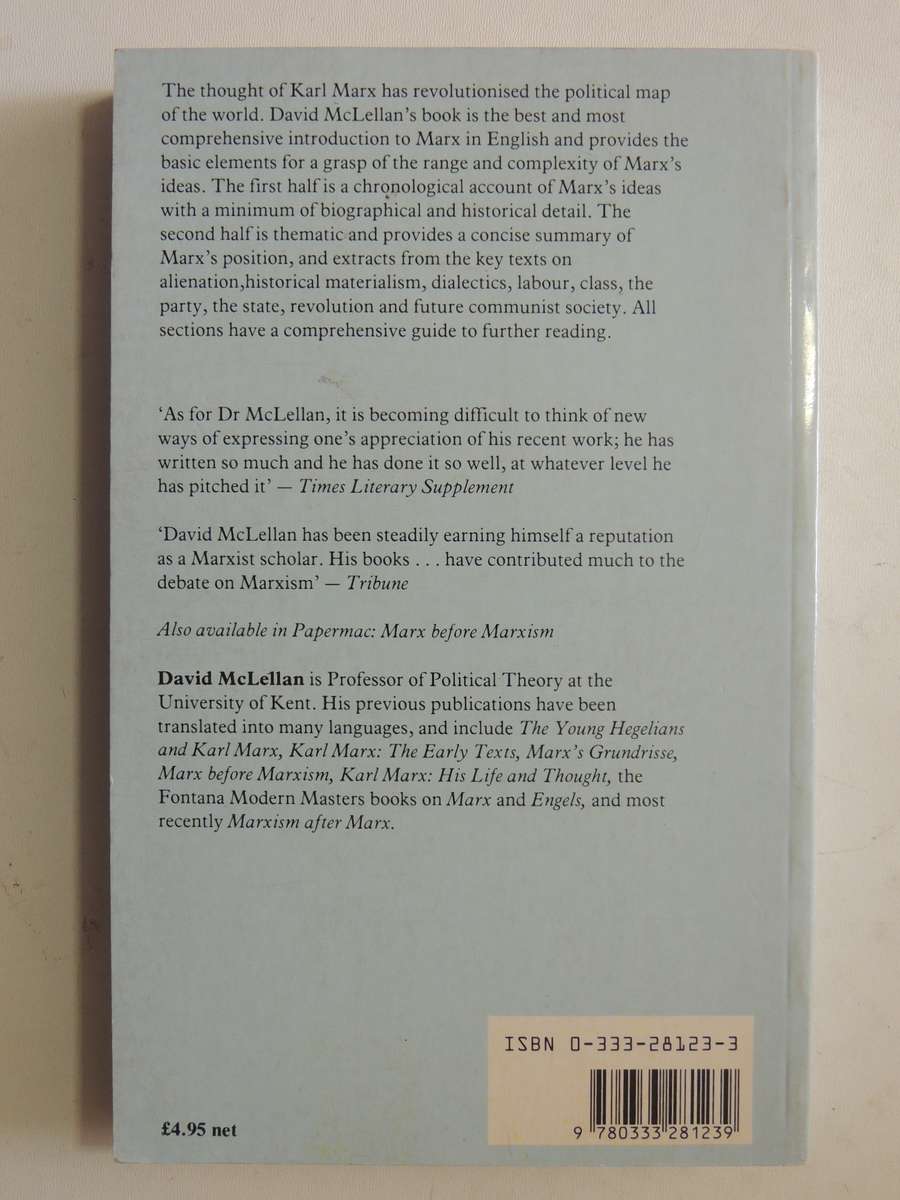 The thought of Karl Marx has revolutionised the political map
of the world. David McLellan's book is the best and most
comprehensive introduction to Marx in English and provides the
basic elements for a grasp of the range and complexity of Marx's
ideas. The first half is a chronological account of Marx's ideas
with a minimum of biographical and historical detail. The
second half is thematic and provides a concise summary of
Marx's position, and extracts from the key texts on
alienation,historical materialism, dialectics, labour, class, the
party, the state, revolution and future communist society. All
sections have a comprehensive guide to further reading.
‘As for Dr McLellan, it is becoming difficult to think of new
ways of expressing one's appreciation of his recent work; he has
written so much and he has done it so well, at whatever level he
has pitched it’ — Times Literary Supplement
‘David McLellan has been steadily earning himself a reputation
as a Marxist scholar. His books . . . have contributed much to the
debate on Marxism’ — Tribune
Also available in Papermac: Marx before Marxism
David McLellan is Professor of Political Theory at the
University of Kent. His previous publications have been
translated into many languages, and include The Young Hegelians
and Karl Marx, Karl Marx: The Early Texts, Marx's Grundrisse,
Marx before Marxism, Karl Marx: His Life and Thought, the
Fontana Modern Masters books on Marx and Engels, and most
recently Marxism after Marx.
ISBN 0-333-28123-3
9 780333 281239
£4.95 net